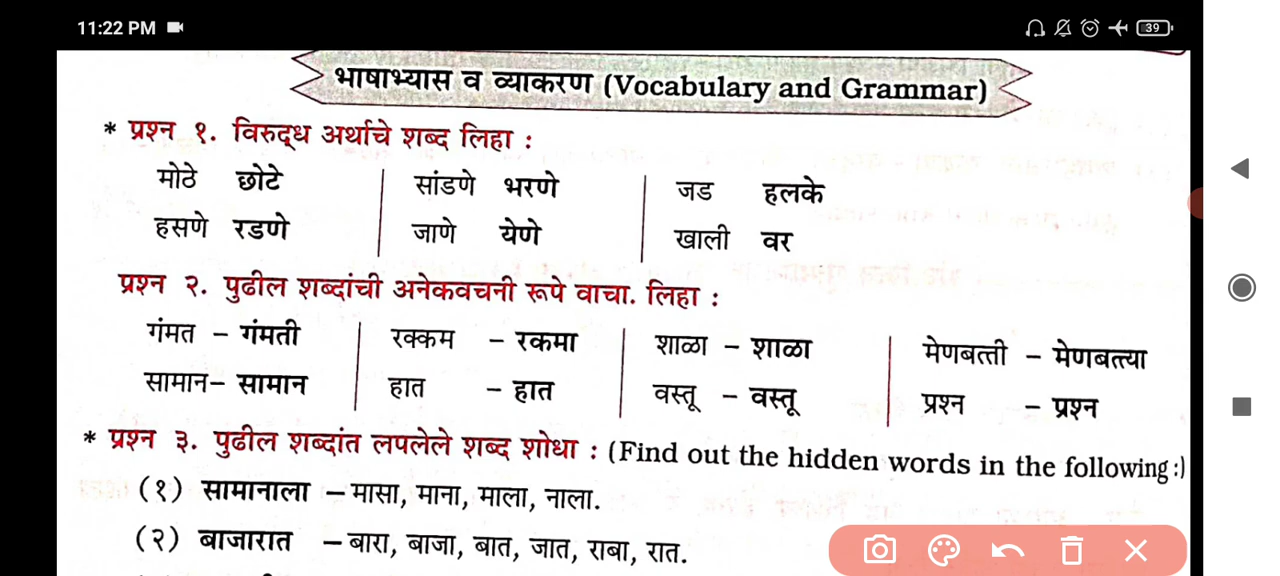 11:22 PM
39
भाषाभ्यास व व्याकरण (Vocabulary and Grammar)
* प्रश्न १. विरुद्ध अर्थाचे शब्द लिहा :
मोठे छोटे सांडणे भरणे जड हलके
हसणे रडणे जाणे येणे खाली वर
प्रश्न २. पुढील शब्दांची अनेकवचनी रूपे वाचा. लिहा :
गंमत – गंमती रक्कम – रकमा शाळा – शाळा मेणबत्ती – मेणबत्त्या
सामान– सामान हात – हात वस्तू – वस्तू प्रश्न – प्रश्न
* प्रश्न ३. पुढील शब्दांत लपलेले शब्द शोधा : (Find out the hidden words in the following :)
(१) सामानाला – मासा, माना, माला, नाला.
(२) बाजारात – बारा, बाजा, बात, जात, राबा, रात.